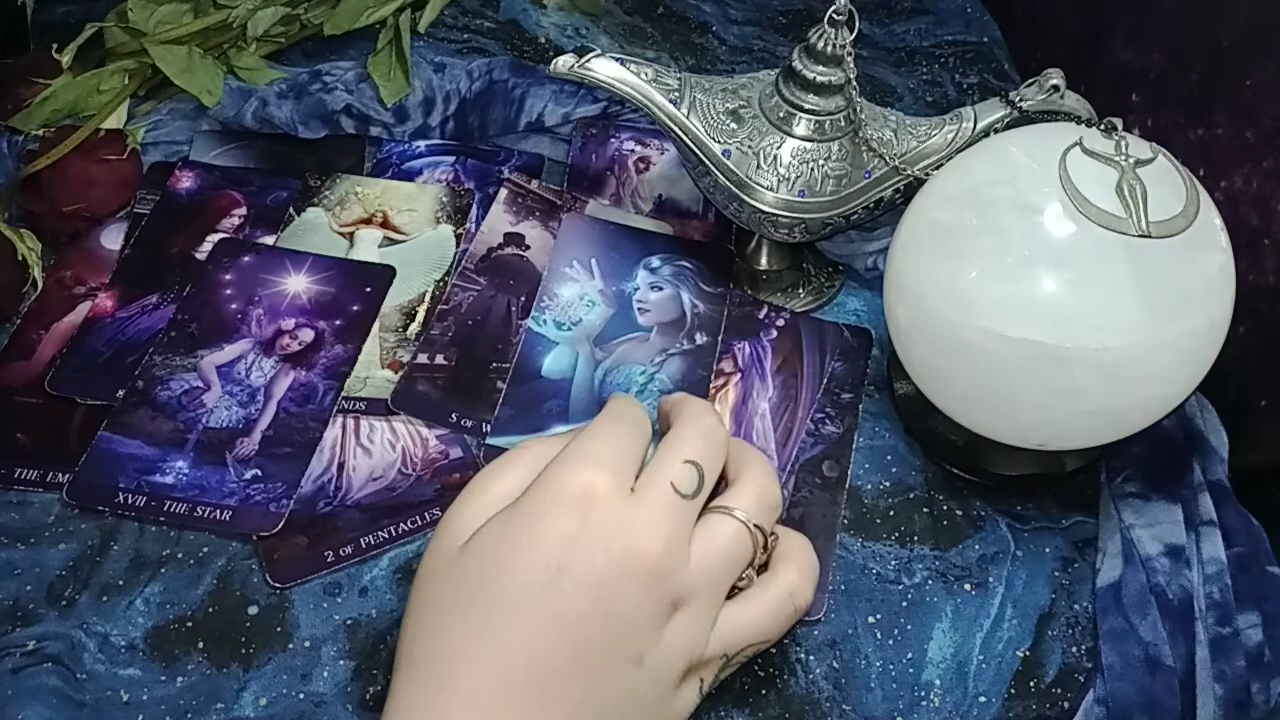 THE EM
XVII - THE STAR
NDS
2 OF PENTACLES
5 OF W